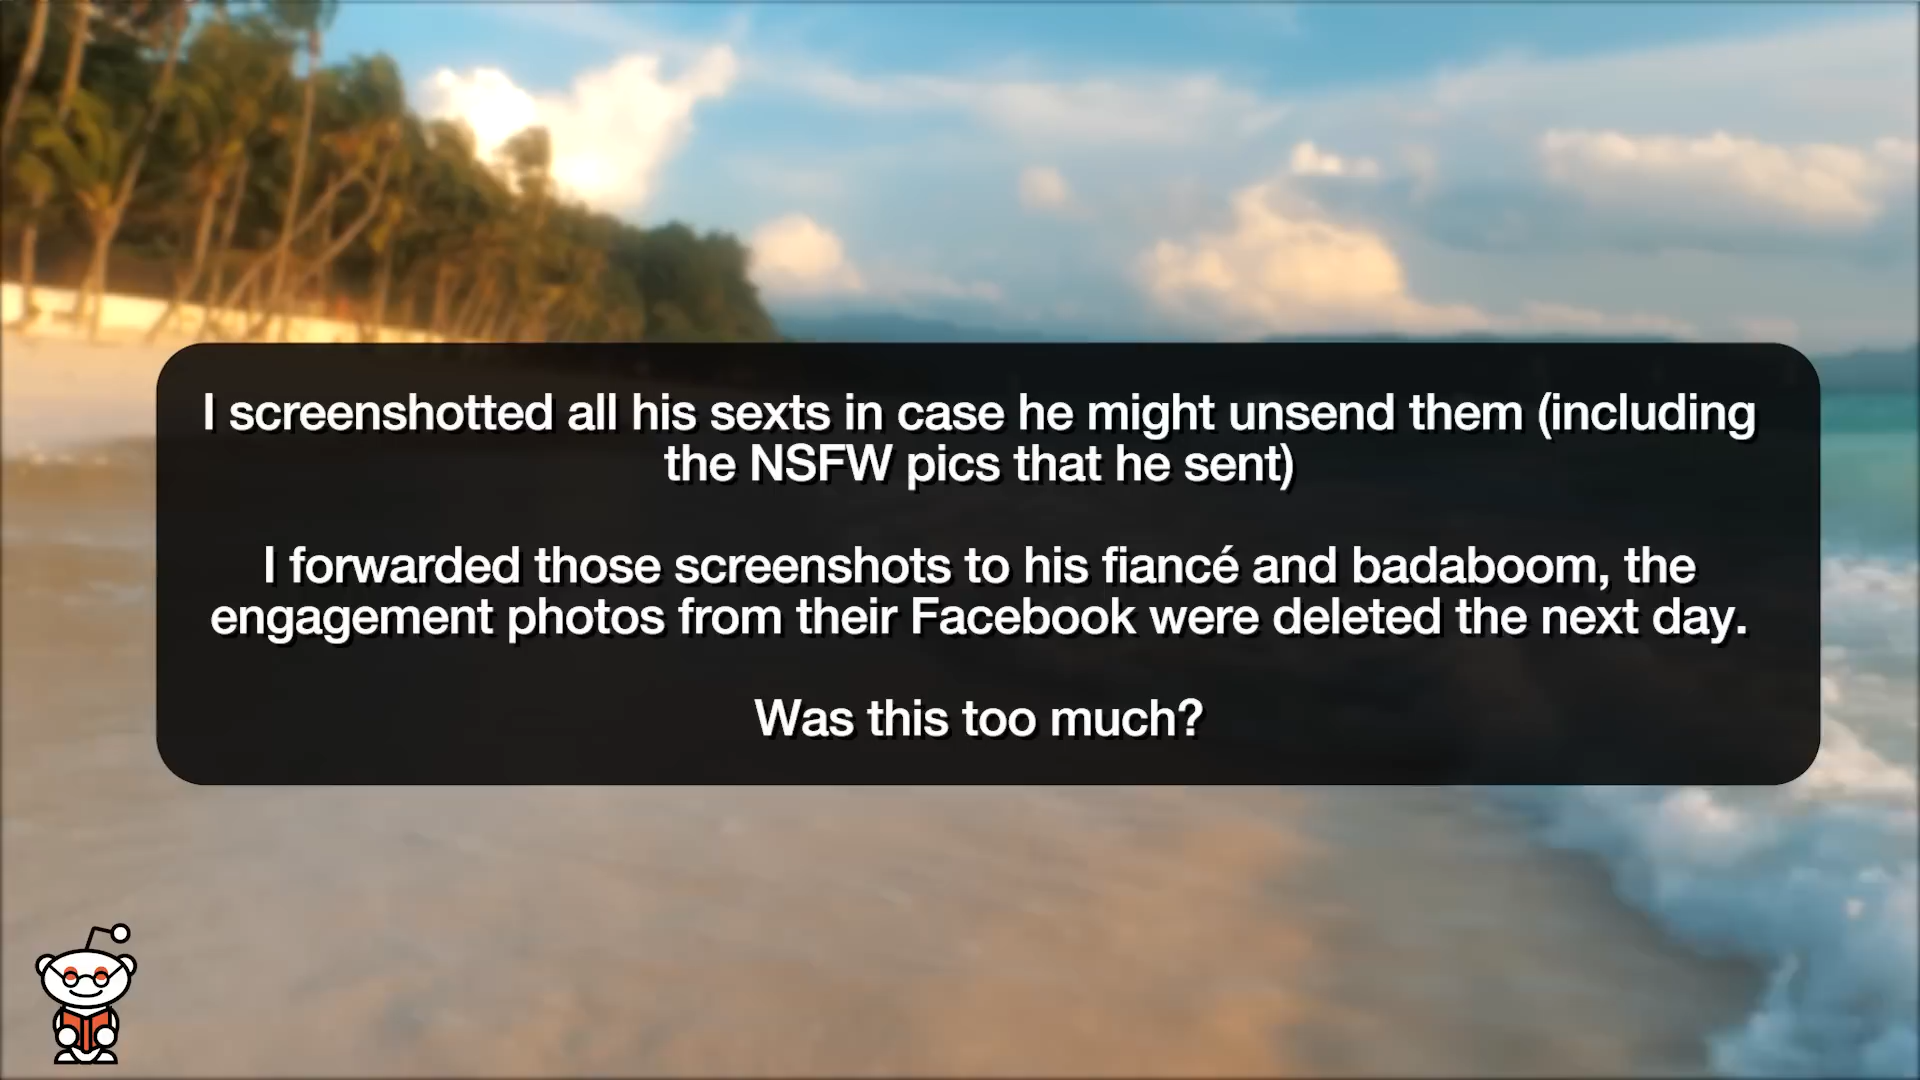 I screenshotted all his sexts in case he might unsend them (including
the NSFW pics that he sent)
I forwarded those screenshots to his fiancé and badaboom, the
engagement photos from their Facebook were deleted the next day.
Was this too much?